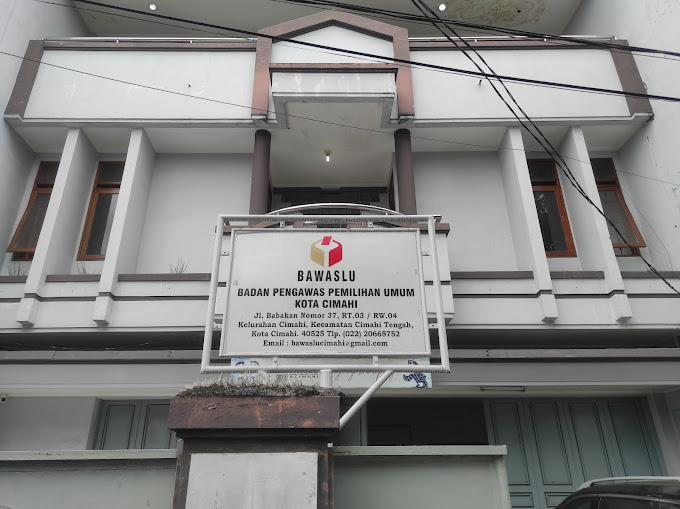 BAWASLU
BADAN PENGAWAS PEMILIHAN UMUM
KOTA CIMAHI
Jl. Babakan Nomor 37, RT.03 / RW.04
Kelurahan Cimahi, Kecamatan Cimahi Tengah,
Kota Cimahi. 40525 Tlp. (022) 20665752
Email : bawaslucimahi@gmail.com